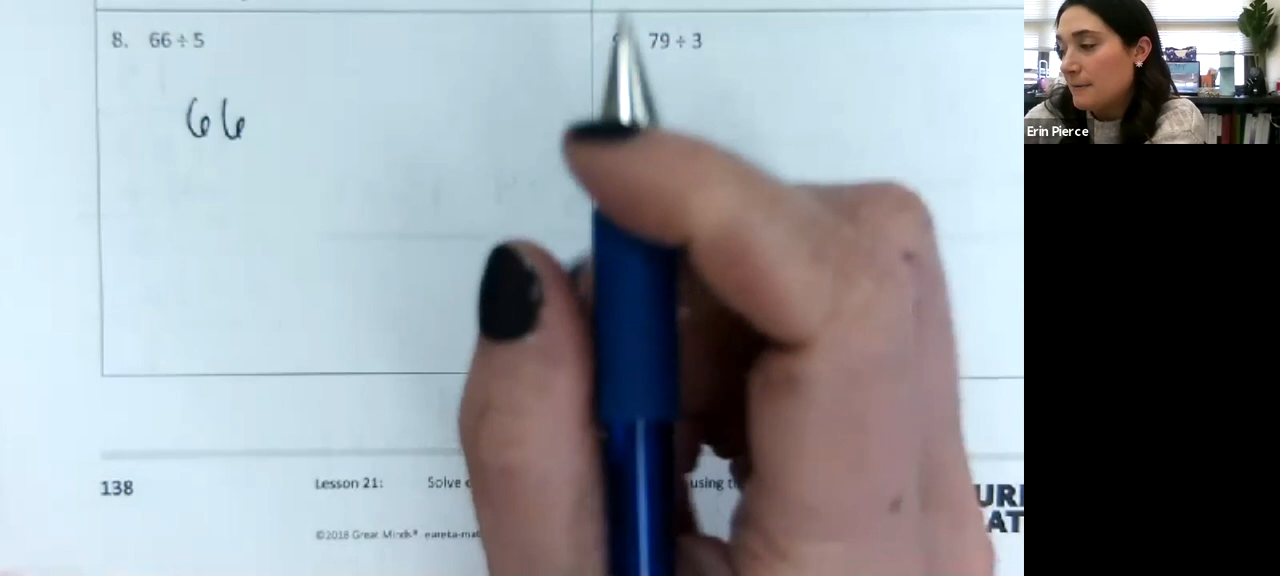 8. 66 ÷ 5
79 ÷ 3
66
Erin Pierce
138 Lesson 21: Solve using
©2018 Great Minds®